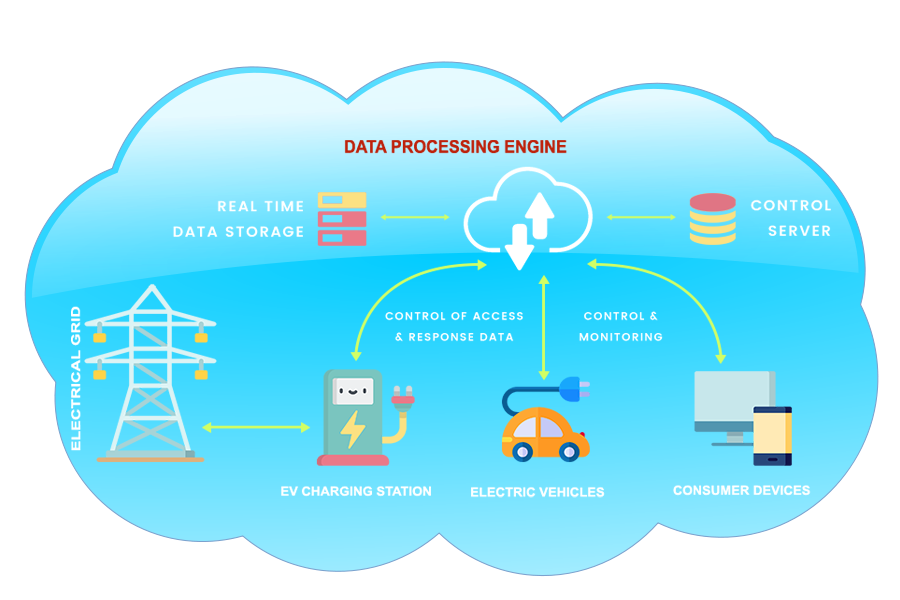 DATA PROCESSING ENGINE
REAL TIME
DATA STORAGE
CONTROL
SERVER
ELECTRICAL GRID
CONTROL OF ACCESS
& RESPONSE DATA
CONTROL &
MONITORING
EV CHARGING STATION
ELECTRIC VEHICLES
CONSUMER DEVICES